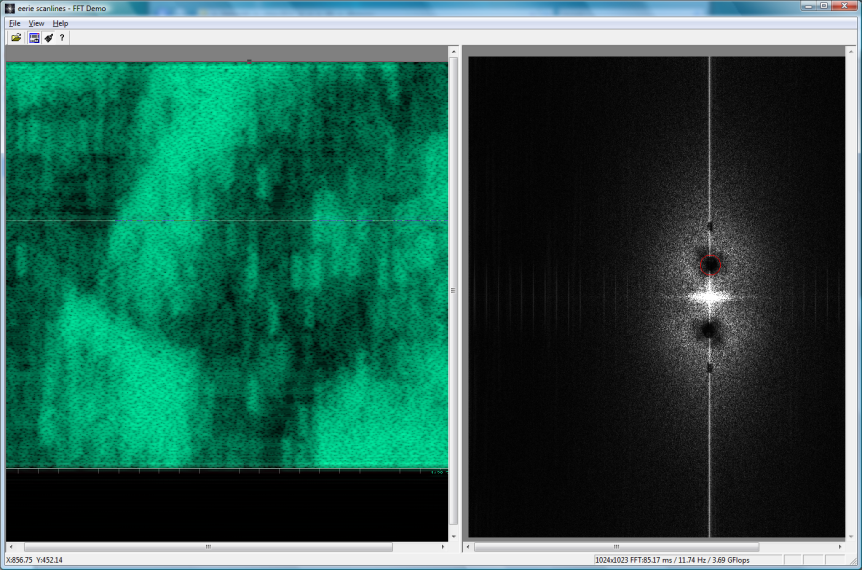 eerie scanlines - FFT Demo
File View Help
?
X:856.75 Y:452.14
1024x1023 FFT:85.17 ms / 11.74 Hz / 3.69 GFlops